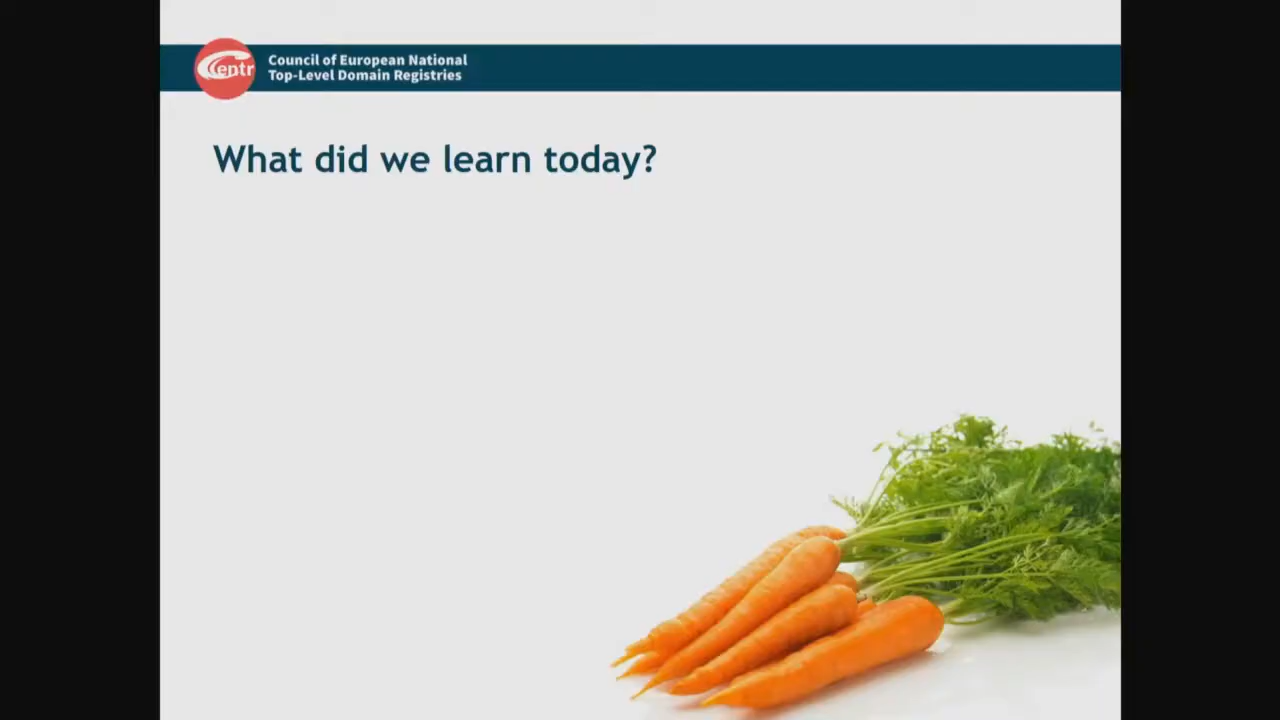 Centr
Council of European National
Top-Level Domain Registries
What did we learn today?